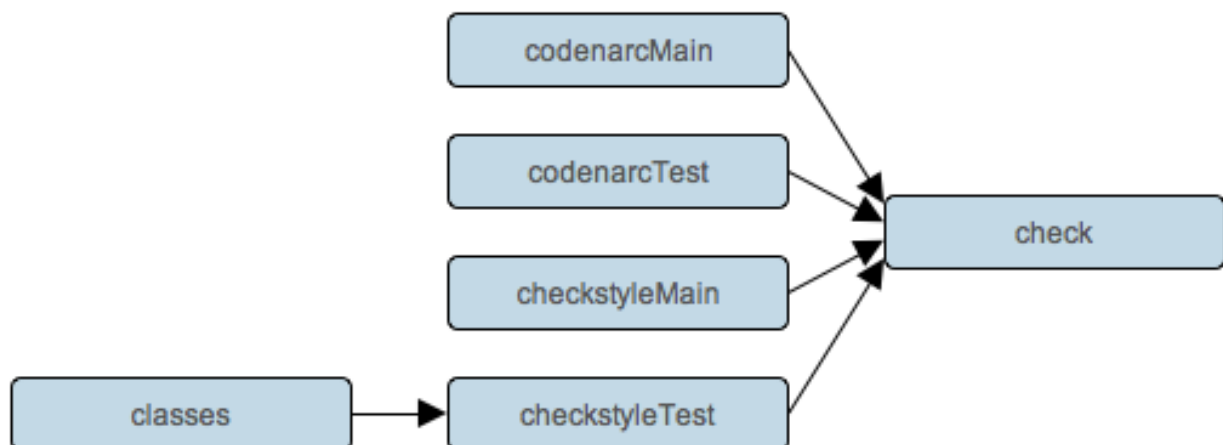 codenarcMain
codenarcTest
check
checkstyleMain
classes
checkstyleTest